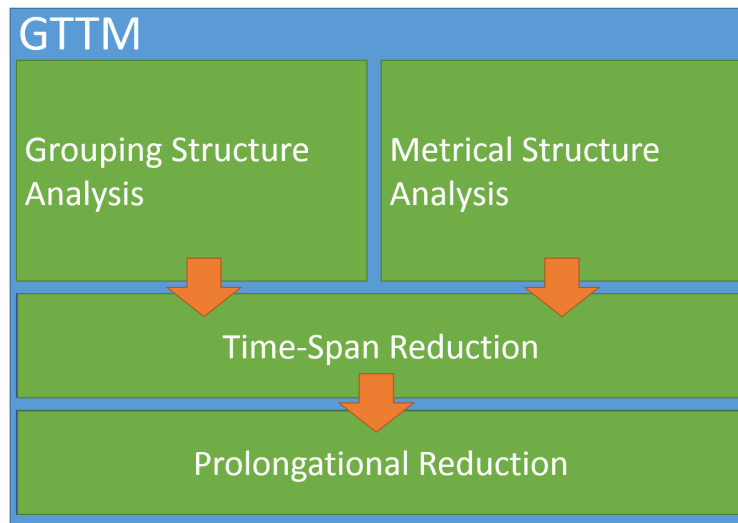 GTTM
Grouping Structure
Analysis
Metrical Structure
Analysis
Time-Span Reduction
Prolongational Reduction